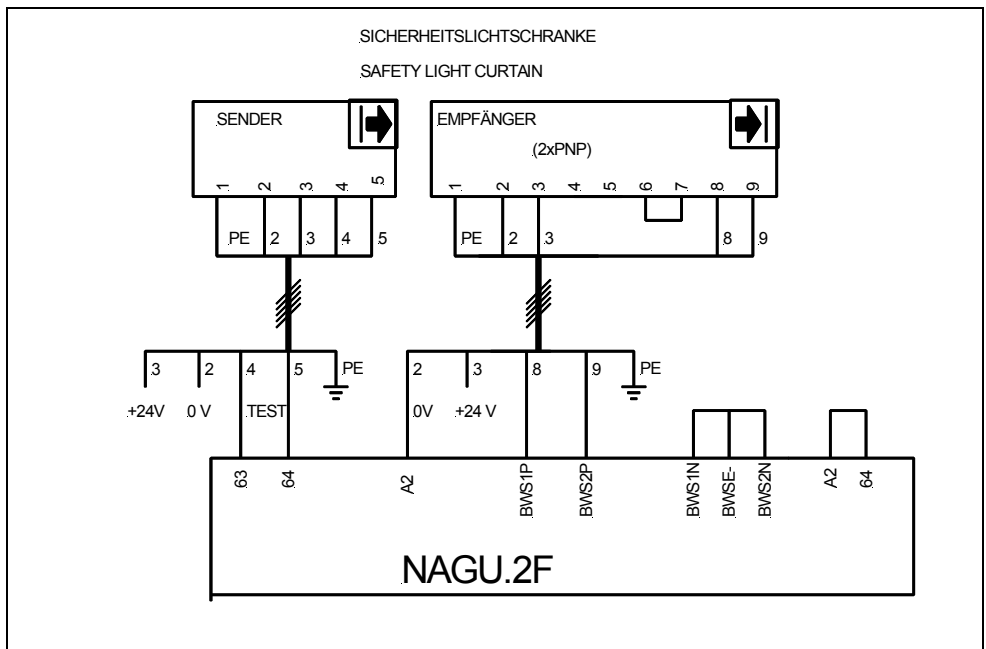 SICHERHEITSLICHTSCHRANKE
SAFETY LIGHT CURTAIN
SENDER
EMPFÄNGER
(2xPNP)
1 2 3 4 5
1 2 3 4 5 6 7 8 9
PE 2 3 4 5
PE 2 3 8 9
3 2 4 5 PE
2 3 8 9 PE
+24V 0 V TEST
0V +24 V
63 64 A2 BWS1P BWS2P BWS1N BWSE- BWS2N A2 64
NAGU.2F